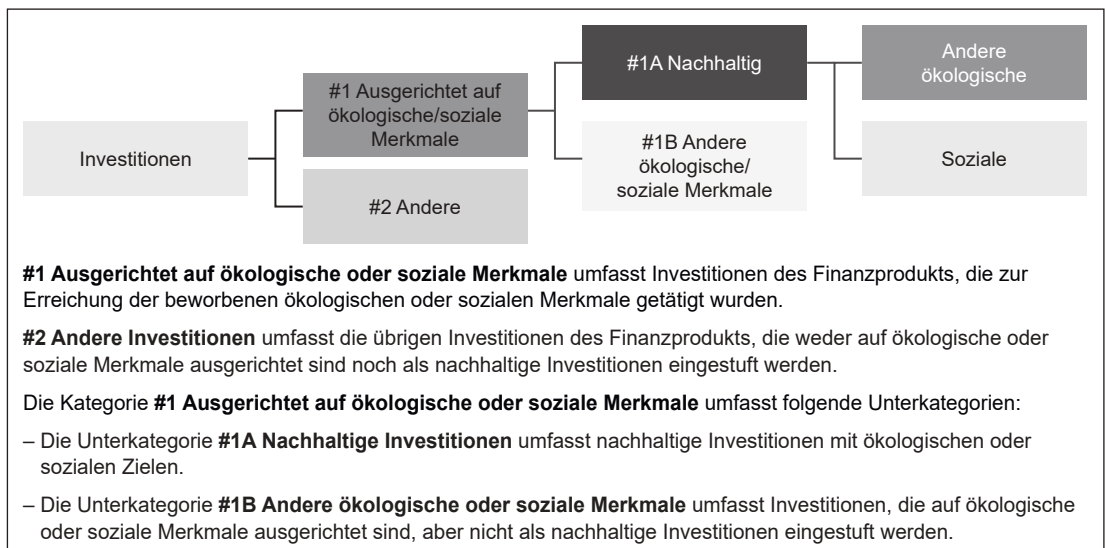 Investitionen
#1 Ausgerichtet auf
ökologische/soziale
Merkmale
#2 Andere
#1A Nachhaltig
#1B Andere
ökologische/
soziale Merkmale
Andere
ökologische
Soziale
#1 Ausgerichtet auf ökologische oder soziale Merkmale umfasst Investitionen des Finanzprodukts, die zur
Erreichung der beworbenen ökologischen oder sozialen Merkmale getätigt wurden.
#2 Andere Investitionen umfasst die übrigen Investitionen des Finanzprodukts, die weder auf ökologische oder
soziale Merkmale ausgerichtet sind noch als nachhaltige Investitionen eingestuft werden.
Die Kategorie #1 Ausgerichtet auf ökologische oder soziale Merkmale umfasst folgende Unterkategorien:
– Die Unterkategorie #1A Nachhaltige Investitionen umfasst nachhaltige Investitionen mit ökologischen oder
sozialen Zielen.
– Die Unterkategorie #1B Andere ökologische oder soziale Merkmale umfasst Investitionen, die auf ökologische
oder soziale Merkmale ausgerichtet sind, aber nicht als nachhaltige Investitionen eingestuft werden.